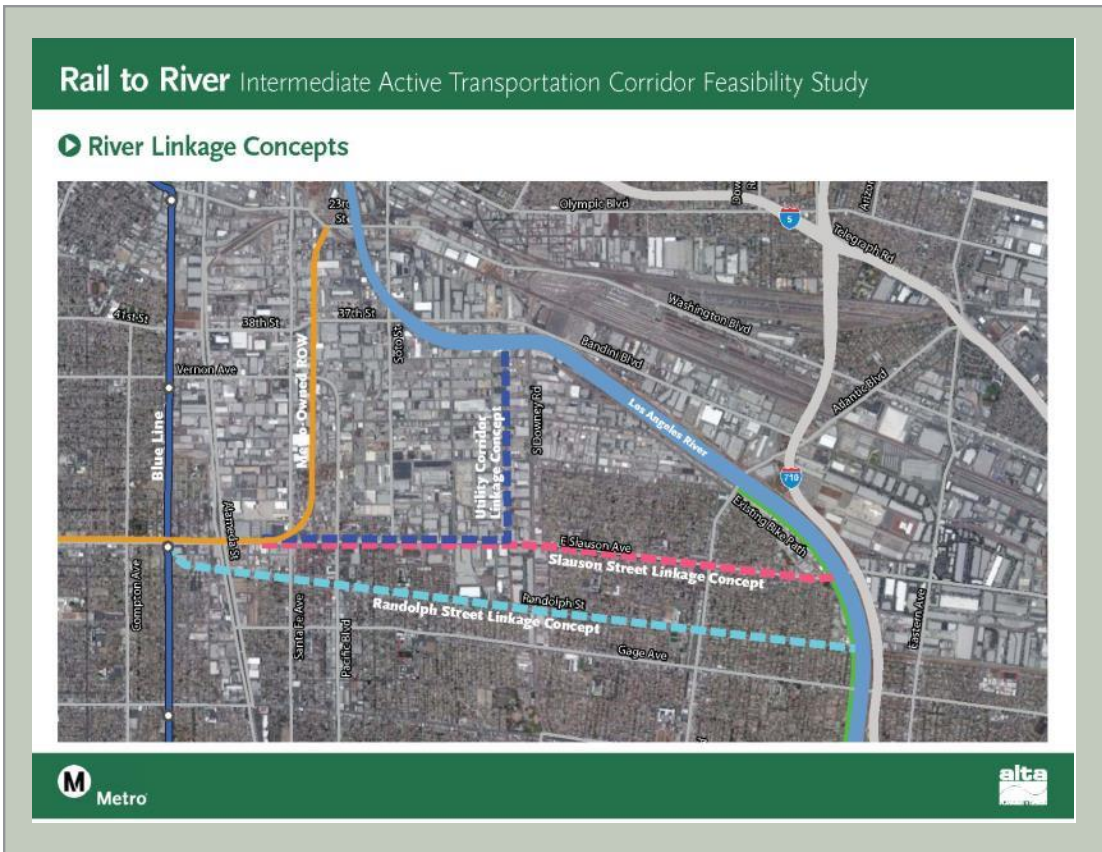 Rail to River Intermediate Active Transportation Corridor Feasibility Study
River Linkage Concepts
23rd
St
Olympic Blvd
5
Telegraph Rd
41st St
38th St
37th St
Soto St
Washington Blvd
Bandini Blvd
Vernon Ave
Atlantic Blvd
Blue Line
Metro-Owned ROW
Utility Corridor
Linkage Concept
S Downey Rd
Los Angeles River
710
Alameda St
Existing Bike Path
E Slauson Ave
Slauson Street Linkage Concept
Compton Ave
Randolph St
Randolph Street Linkage Concept
Santa Fe Ave
Pacific Blvd
Gage Ave
Eastern Ave
M
Metro
alta